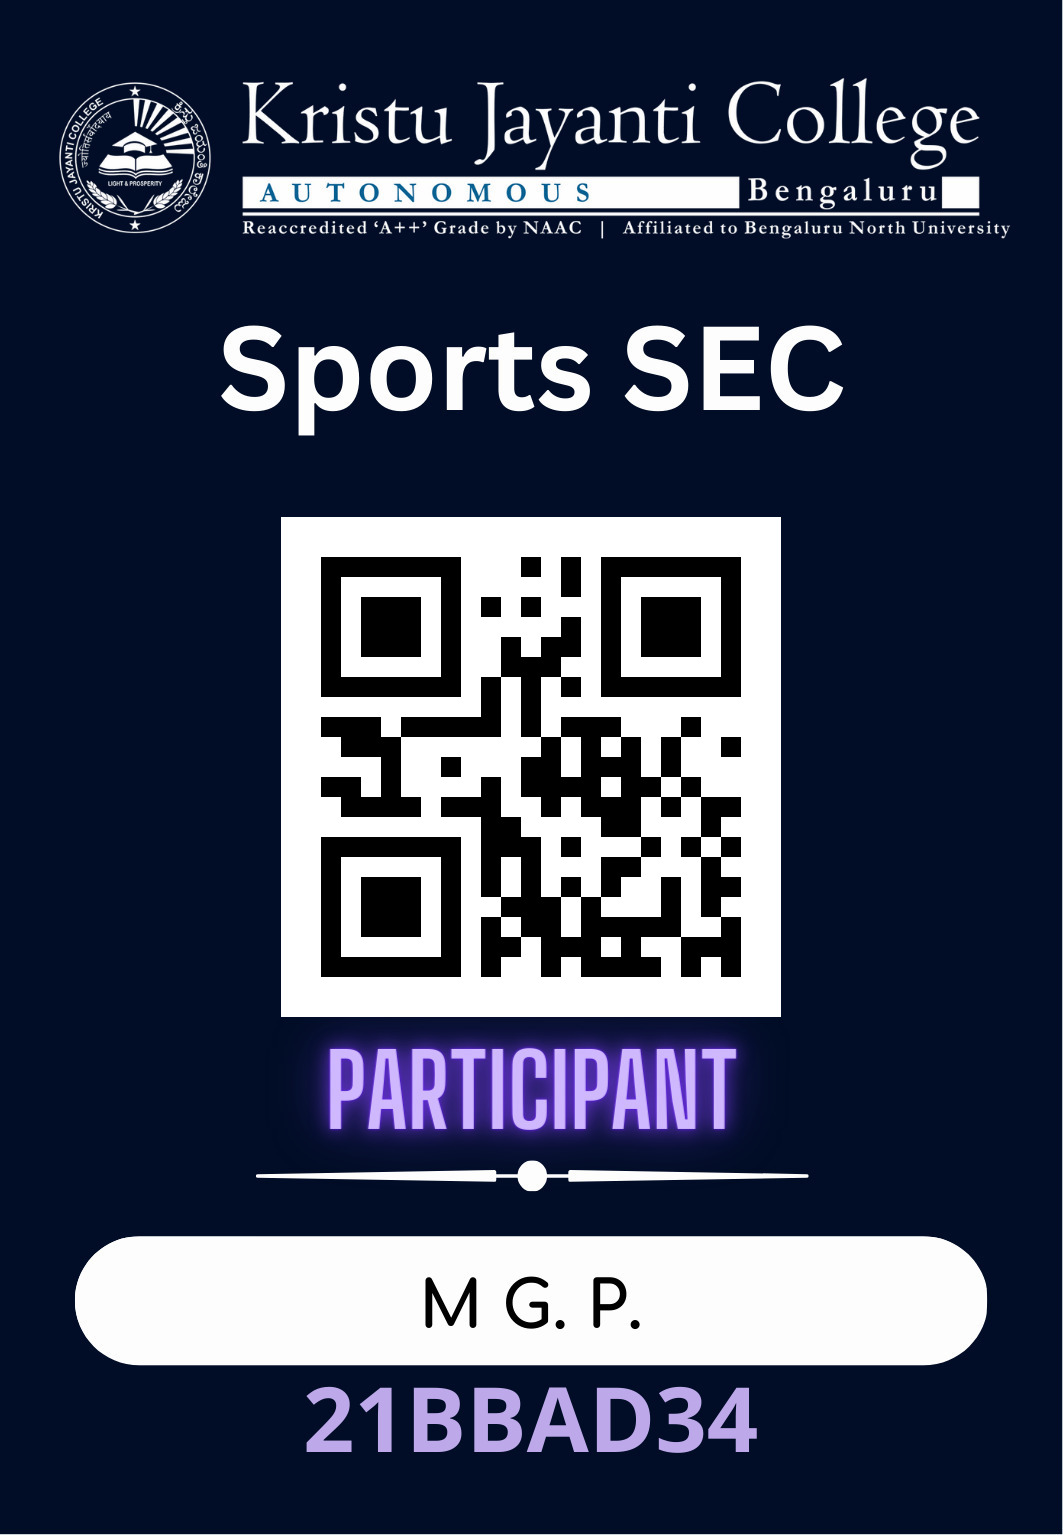 KRISTU JAYANTI COLLEGE
ಕ್ರಿಸ್ತು ಜಯಂತಿ ಕಾಲೇಜು
LIGHT & PROSPERITY
Kristu Jayanti College
AUTONOMOUS Bengaluru
Reaccredited ‘A++’ Grade by NAAC | Affiliated to Bengaluru North University
Sports SEC
PARTICIPANT
M G. P.
21BBAD34